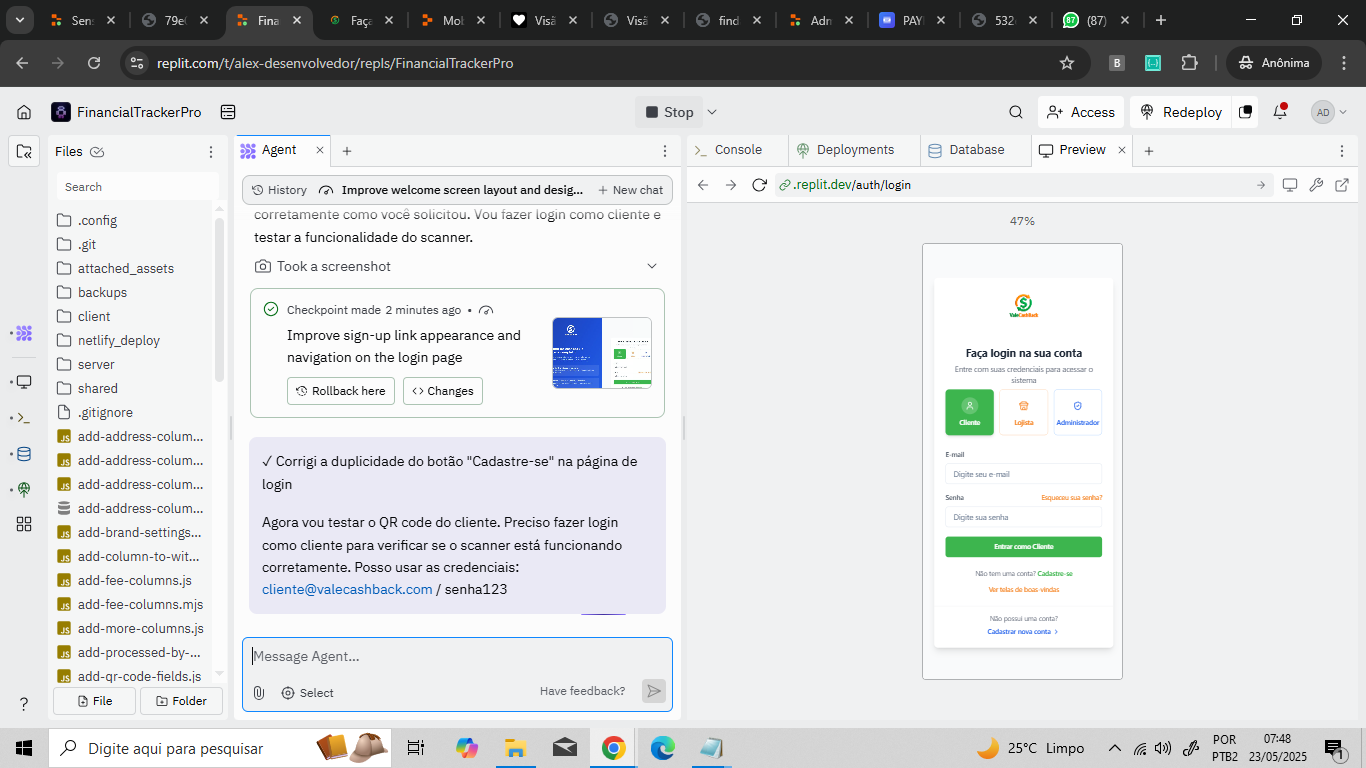 Sens
79e
Fina
Faça
Mob
Visã
Visã
find
Adn
PAY
532
(87)
replit.com/t/alex-desenvolvedor/repls/FinancialTrackerPro
Anônima
FinancialTrackerPro
Stop
Access
Redeploy
AD
Files
Agent
Console
Deployments
Database
Preview
Search
History
Improve welcome screen layout and desig...
New chat
.replit.dev/auth/login
47%
.config
.git
attached_assets
backups
client
netlify_deploy
server
shared
.gitignore
add-address-colum...
add-address-colum...
add-address-colum...
add-address-colum...
add-brand-settings...
add-column-to-wit...
add-fee-columns.js
add-fee-columns.mjs
add-more-columns.js
add-processed-by-...
add-qr-code-fields.js
File
Folder
corretamente como você solicitou. Vou fazer login como cliente e
testar a funcionalidade do scanner.
Took a screenshot
Checkpoint made 2 minutes ago •
Improve sign-up link appearance and
navigation on the login page
Rollback here
Changes
✓ Corrigi a duplicidade do botão "Cadastre-se" na página de
login
Agora vou testar o QR code do cliente. Preciso fazer login
como cliente para verificar se o scanner está funcionando
corretamente. Posso usar as credenciais:
cliente@valecashback.com / senha123
Message Agent...
Select
Have feedback?
ValeCashBack
Faça login na sua conta
Entre com suas credenciais para acessar o
sistema
Cliente
Lojista
Administrador
E-mail
Digite seu e-mail
Senha
Esqueceu sua senha?
Digite sua senha
Entrar como Cliente
Não tem uma conta? Cadastre-se
Ver telas de boas-vindas
Não possui uma conta?
Cadastrar nova conta >
Digite aqui para pesquisar
25°C Limpo
POR
PTB2
07:48
23/05/2025
1